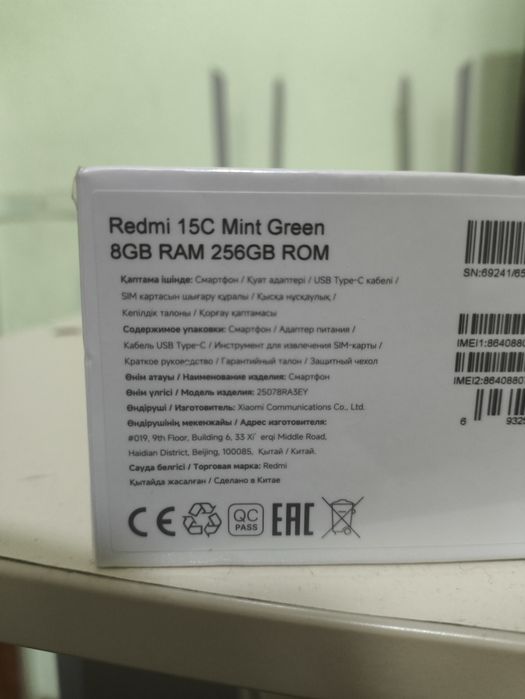 Redmi 15C Mint Green
8GB RAM 256GB ROM
Қаптама ішінде: Смартфон / Қуат адаптері / USB Type-C кабелі /
SIM картасын шығару құралы / Қысқа нұсқаулық /
Кепілдік талоны / Қорғау қаптамасы
Содержимое упаковки: Смартфон / Адаптер питания /
Кабель USB Type-C / Инструмент для извлечения SIM-карты /
Краткое руководство / Гарантийный талон / Защитный чехол
Өнім атауы / Наименование изделия: Смартфон
Өнім үлгісі / Модель изделия: 25078RA3EY
Өндіруші / Изготовитель: Xiaomi Communications Co., Ltd.
Өндірушінің мекенжайы / Адрес изготовителя:
#019, 9th Floor, Building 6, 33 Xi' erqi Middle Road,
Haidian District, Beijing, 100085, Қытай / Китай.
Сауда белгісі / Торговая марка: Redmi
Қытайда жасалған / Сделано в Китае
CE QC PASS EAC
SN:69241/65
IMEI1:8640880
IMEI2:8640880
6 9325